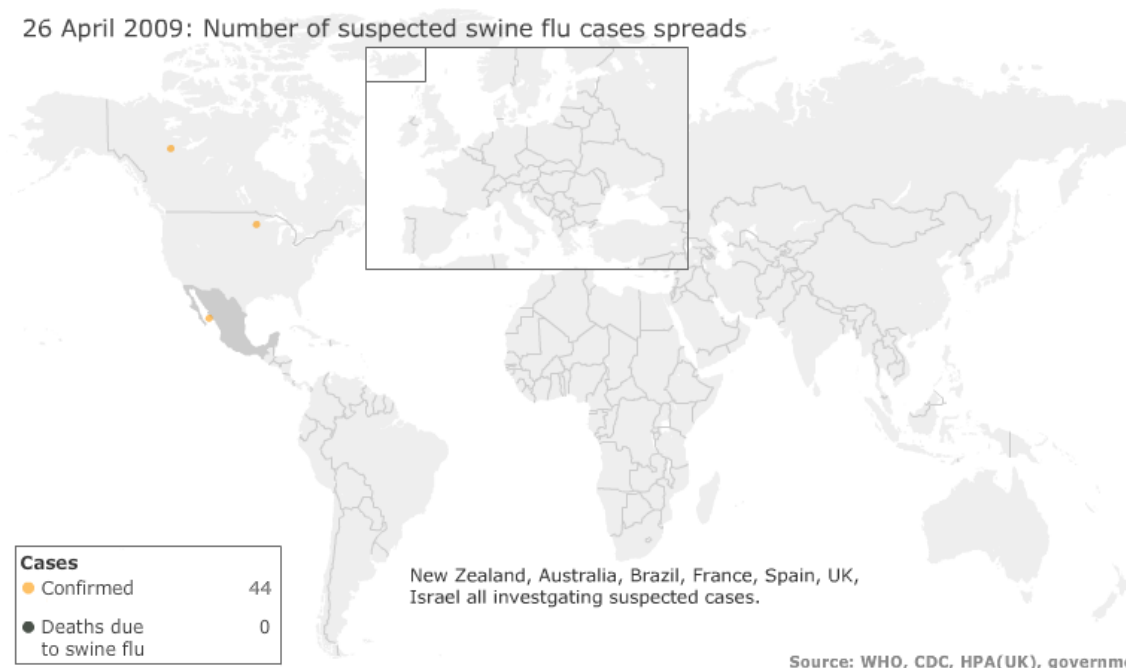 26 April 2009: Number of suspected swine flu cases spreads
Cases
Confirmed 44
Deaths due 0
to swine flu
New Zealand, Australia, Brazil, France, Spain, UK,
Israel all investgating suspected cases.
Source: WHO, CDC, HPA(UK), governme